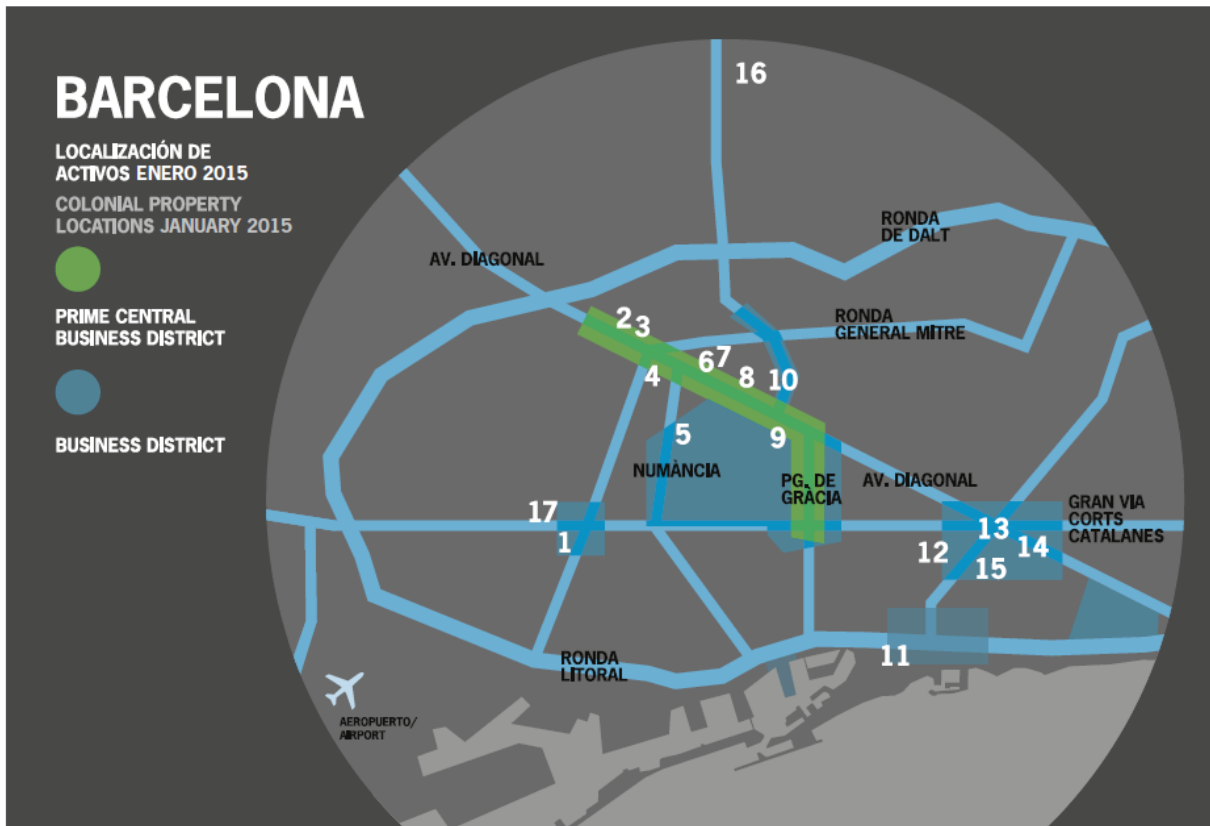 BARCELONA
LOCALIZACIÓN DE
ACTIVOS ENERO 2015
COLONIAL PROPERTY
LOCATIONS JANUARY 2015
PRIME CENTRAL
BUSINESS DISTRICT
BUSINESS DISTRICT
16
RONDA
DE DALT
AV. DIAGONAL
2
3
RONDA
GENERAL MITRE
4
6
7
8
10
5
9
NUMÀNCIA
PG. DE
GRÀCIA
AV. DIAGONAL
GRAN VIA
CORTS
CATALANES
17
1
13
12
14
15
11
RONDA
LITORAL
AEROPUERTO/
AIRPORT